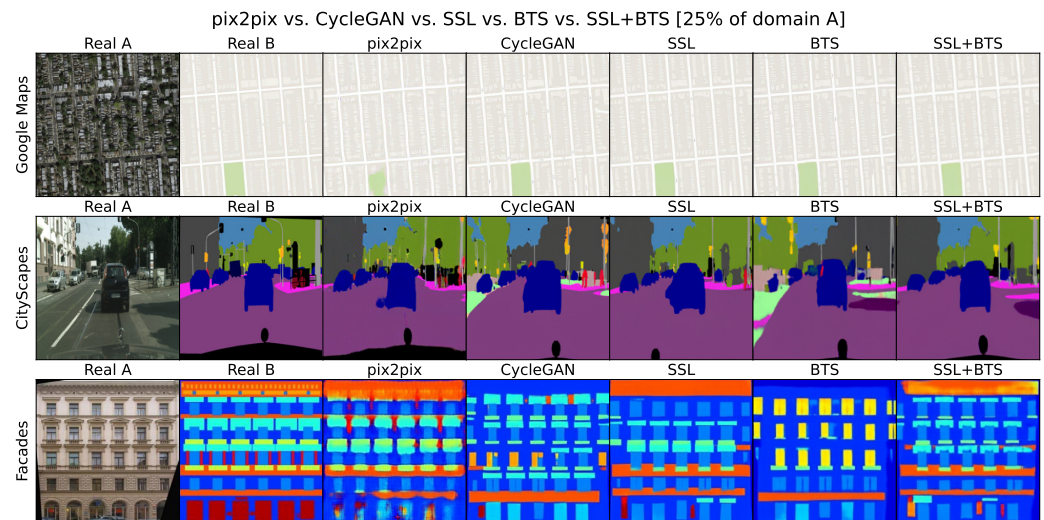 pix2pix vs. CycleGAN vs. SSL vs. BTS vs. SSL+BTS [25% of domain A]
Real A Real B pix2pix CycleGAN SSL BTS SSL+BTS
Google Maps
Real A Real B pix2pix CycleGAN SSL BTS SSL+BTS
CityScapes
Real A Real B pix2pix CycleGAN SSL BTS SSL+BTS
Facades